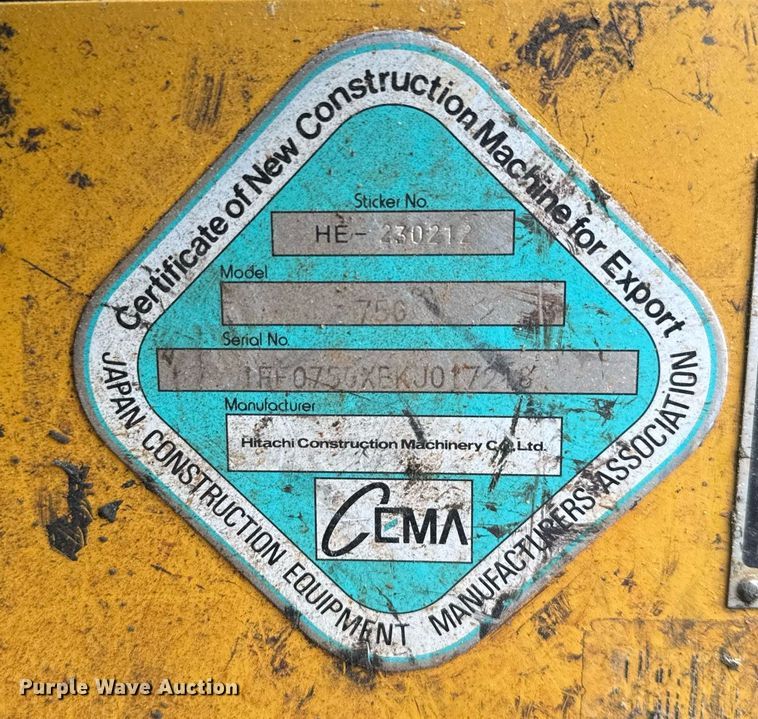 Certificate of New Construction Machine for Export
Sticker No.
HE- 230212
Model
75G
Serial No.
Manufacturer
Hitachi Construction Machinery Co., Ltd.
CEMA
JAPAN CONSTRUCTION EQUIPMENT MANUFACTURERS ASSOCIATION
Purple Wave Auction